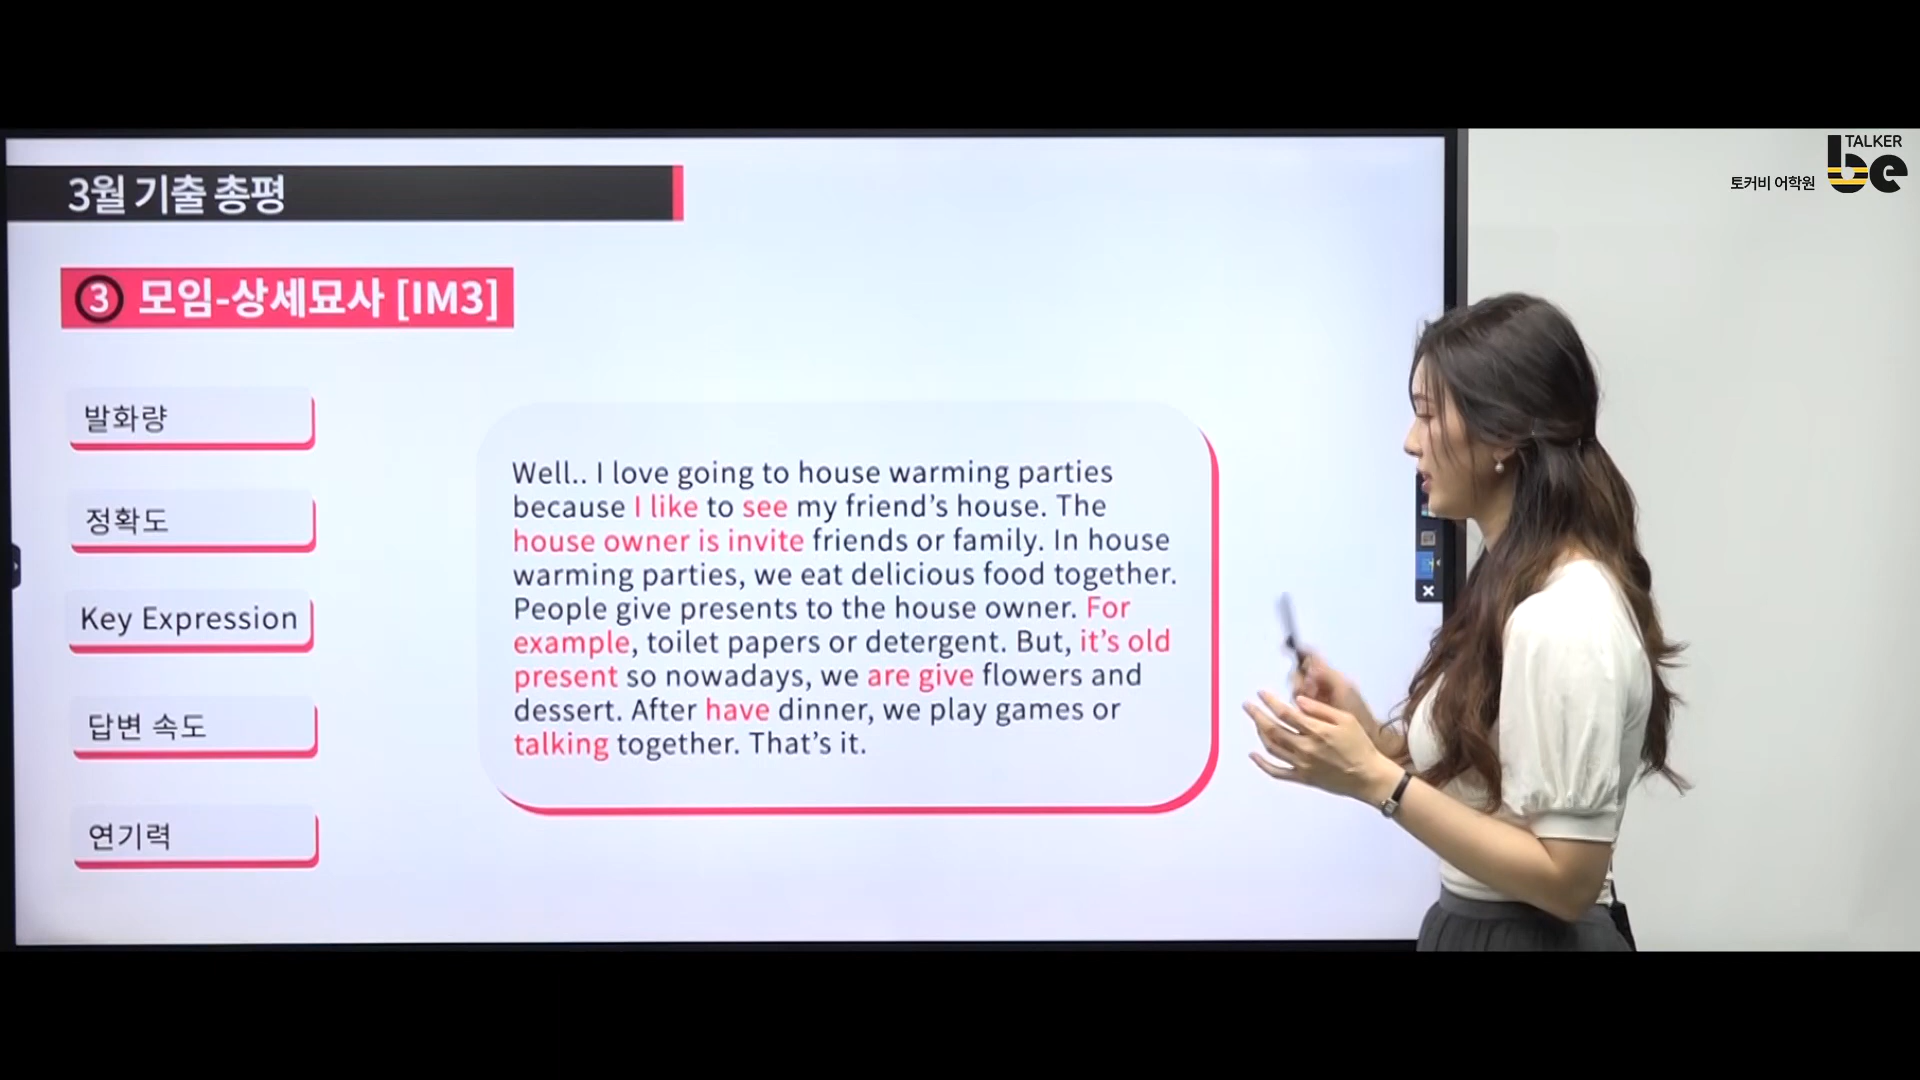 TALKER
be
토커비 어학원
3월 기출 총평
3 모임-상세묘사 [IM3]
발화량
정확도
Key Expression
답변 속도
연기력
Well.. I love going to house warming parties
because I like to see my friend’s house. The
house owner is invite friends or family. In house
warming parties, we eat delicious food together.
People give presents to the house owner. For
example, toilet papers or detergent. But, it’s old
present so nowadays, we are give flowers and
dessert. After have dinner, we play games or
talking together. That’s it.